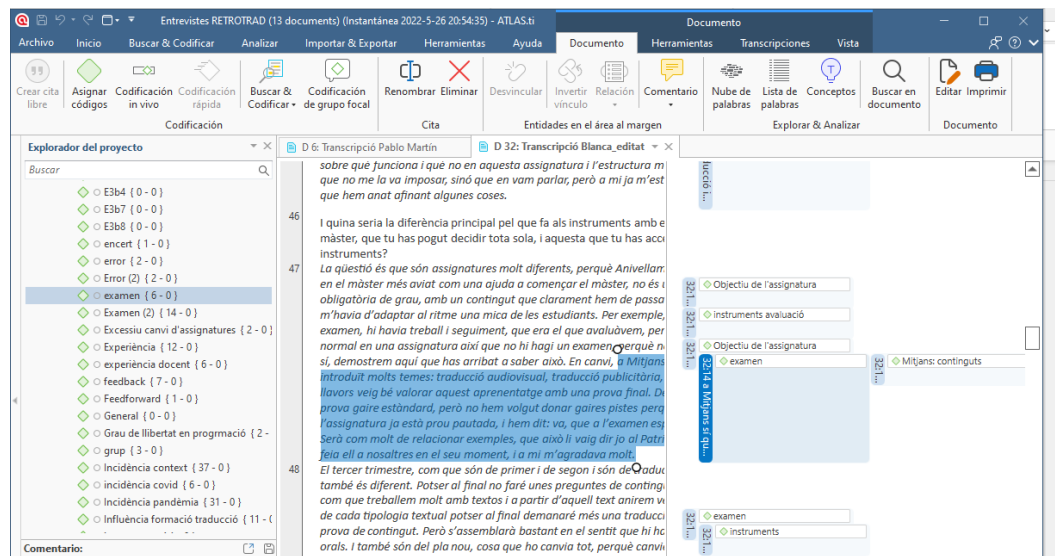 Entrevistes RETROTRAD (13 documents) (Instantánea 2022-5-26 20:54:35) - ATLAS.ti
Documento
Archivo Inicio Buscar & Codificar Analizar Importar & Exportar Herramientas Ayuda Documento Herramientas Transcripciones Vista
Crear cita libre
Asignar códigos
Codificación in vivo
Codificación rápida
Buscar & Codificar
Codificación de grupo focal
Renombrar
Eliminar
Desvincular
Invertir vínculo
Relación
Comentario
Nube de palabras
Lista de palabras
Conceptos
Buscar en documento
Editar
Imprimir
Codificación Cita Entidades en el área al margen Explorar & Analizar Documento
Explorador del proyecto
Buscar
E3b4 { 0 - 0 }
E3b7 { 0 - 0 }
E3b8 { 0 - 0 }
encert { 1 - 0 }
error { 2 - 0 }
Error (2) { 2 - 0 }
examen { 6 - 0 }
Examen (2) { 14 - 0 }
Excessiu canvi d'assignatures { 2 - 0 }
Experiència { 12 - 0 }
experiència docent { 6 - 0 }
feedback { 7 - 0 }
Feedforward { 1 - 0 }
General { 0 - 0 }
Grau de llibertat en progrmació { 2 -
grup { 3 - 0 }
Incidència context { 37 - 0 }
incidència covid { 6 - 0 }
Incidència pandèmia { 31 - 0 }
Influència formació traducció { 11 - (
Comentario:
D 6: Transcripció Pablo Martín
D 32: Transcripció Blanca_editat
sobre què funciona i què no en aquesta assignatura i l'estructura m
que no me la va imposar, sinó que en vam parlar, però a mi ja m'est
que hem anat afinant algunes coses.
46
I quina seria la diferència principal pel que fa als instruments amb e
màster, que tu has pogut decidir tota sola, i aquesta que tu has acce
instruments?
47
La qüestió és que són assignatures molt diferents, perquè Anivellam
en el màster més aviat com una ajuda a començar el màster, no és u
obligatòria de grau, amb un contingut que clarament hem de passa
m'havia d'adaptar al ritme una mica de les estudiants. Per exemple,
examen, hi havia treball i seguiment, que era el que avaluàvem, per
normal en una assignatura així que no hi hagi un examen, perquè n
sí, demostrem aquí que has arribat a saber això. En canvi, a Mitjans
introduït molts temes: traducció audiovisual, traducció publicitària,
llavors veig bé valorar aquest aprenentatge amb una prova final. De
prova gaire estàndard, però no hem volgut donar gaires pistes perq
l'assignatura ja està prou pautada, i hem dit: va, que a l'examen esp
Serà com molt de relacionar exemples, que això li vaig dir jo al Patri
feia ell a nosaltres en el seu moment, i a mi m'agradava molt.
48
El tercer trimestre, com que són de primer i de segon i són de traduc
també és diferent. Potser al final no faré unes preguntes de conting
com que treballem molt amb textos i a partir d'aquell text anirem v
de cada tipologia textual potser al final demanaré més una traducci
prova de contingut. Però s'assemblarà bastant en el sentit que hi ha
orals. I també són del pla nou, cosa que ho canvia tot, perquè canvi
ducció i...
32:1...
Objectiu de l'assignatura
32:1...
instruments avaluació
32:1...
Objectiu de l'assignatura
32:14 a Mitjans sí qu...
examen
32:1...
Mitjans: continguts
32:1...
examen
32:1...
instruments